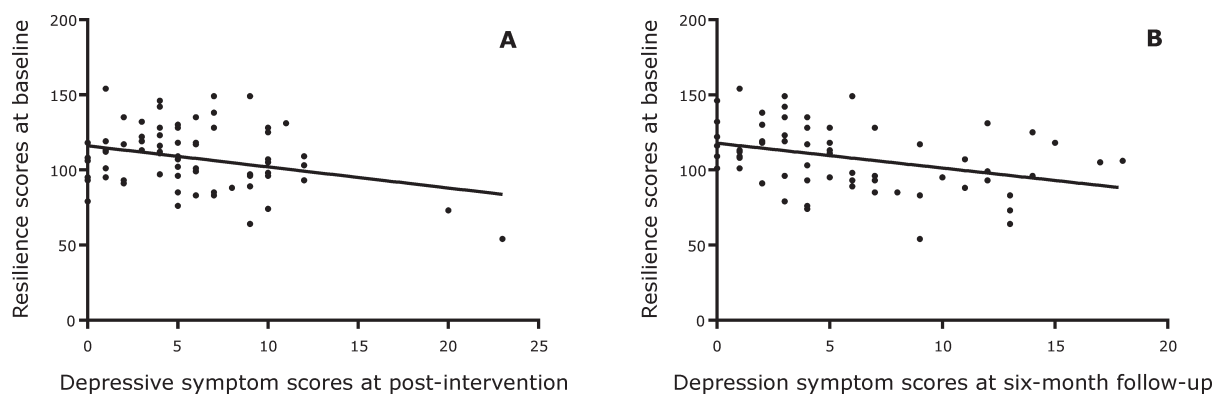 A
Resilience scores at baseline
200
150
100
50
0
0 5 10 15 20 25
Depressive symptom scores at post-intervention
B
Resilience scores at baseline
200
150
100
50
0
0 5 10 15 20
Depression symptom scores at six-month follow-up